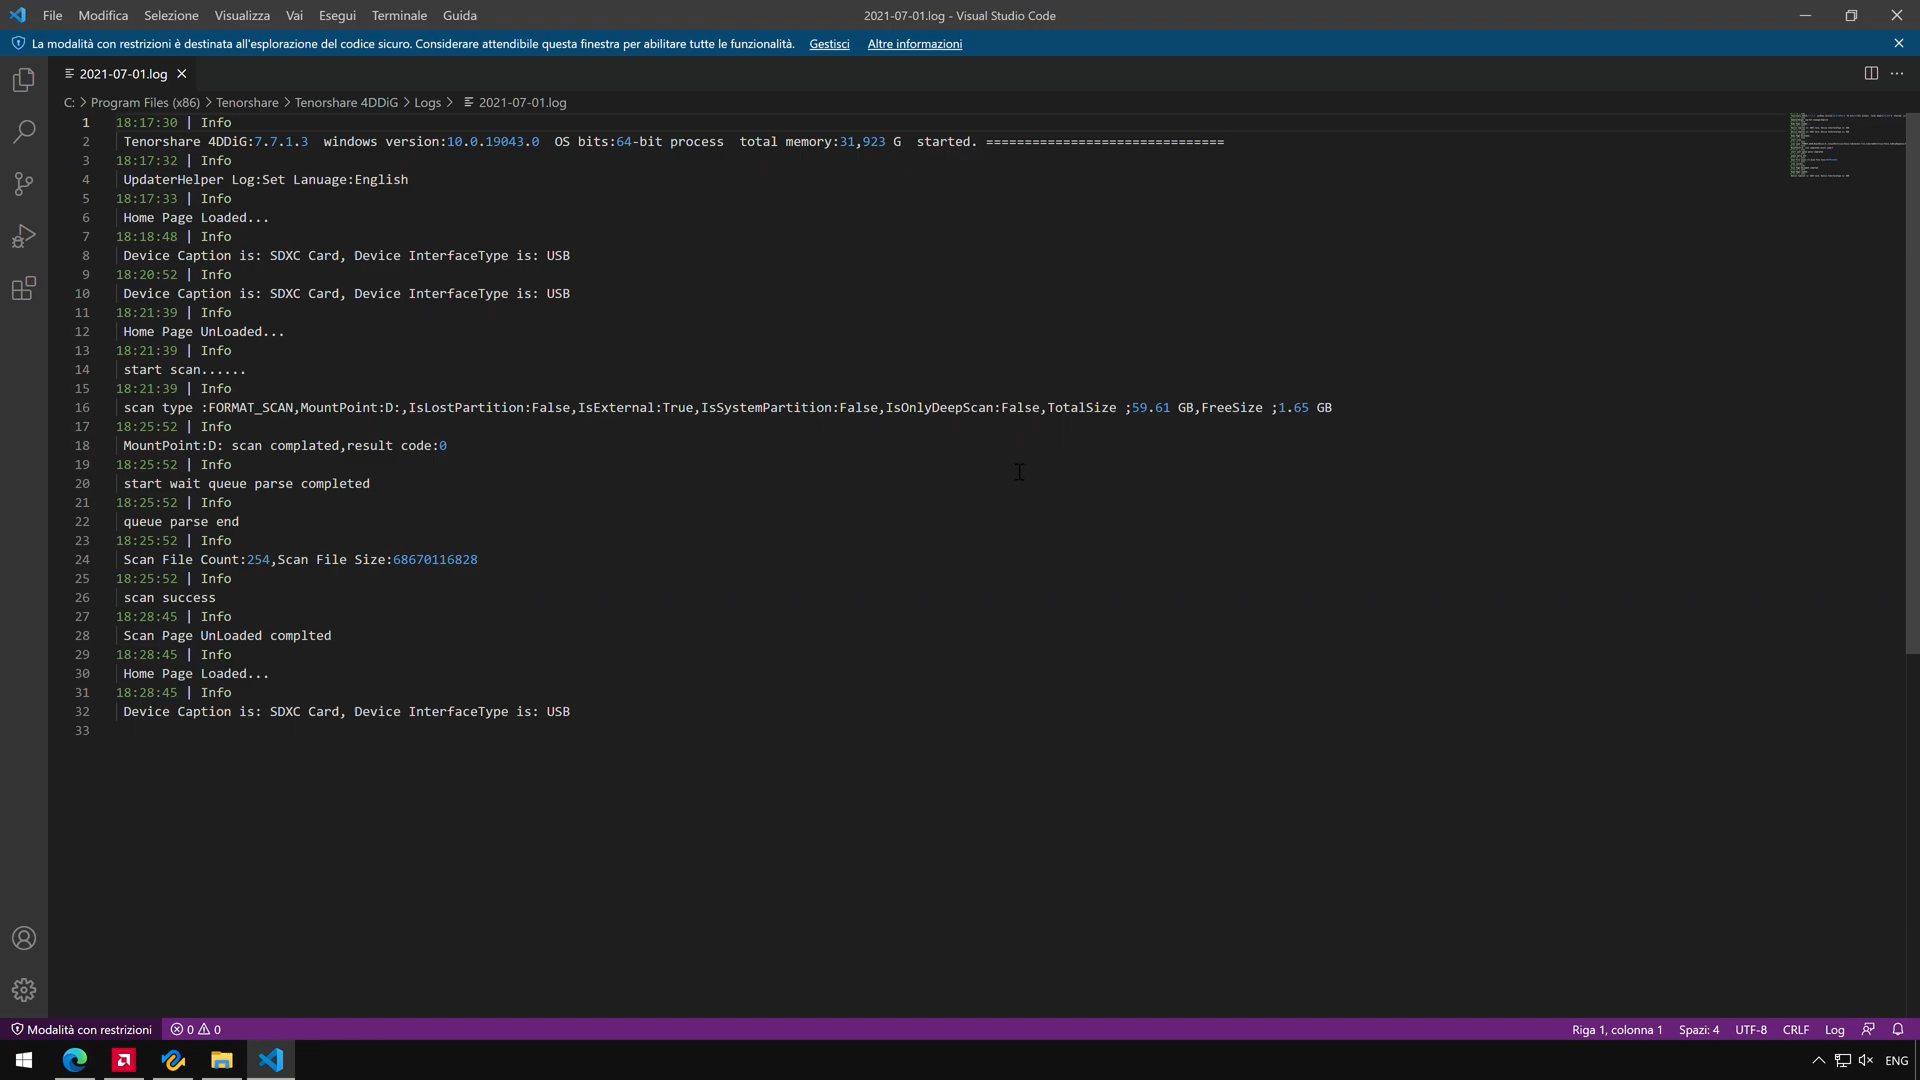 File Modifica Selezione Visualizza Vai Esegui Terminale Guida 2021-07-01.log - Visual Studio Code
La modalità con restrizioni è destinata all'esplorazione del codice sicuro. Considerare attendibile questa finestra per abilitare tutte le funzionalità. Gestisci Altre informazioni
2021-07-01.log
C: > Program Files (x86) > Tenorshare > Tenorshare 4DDiG > Logs > 2021-07-01.log
1 18:17:30 | Info
2 Tenorshare 4DDiG:7.7.1.3 windows version:10.0.19043.0 OS bits:64-bit process total memory:31,923 G started. ===============================
3 18:17:32 | Info
4 UpdaterHelper Log:Set Lanuage:English
5 18:17:33 | Info
6 Home Page Loaded...
7 18:18:48 | Info
8 Device Caption is: SDXC Card, Device InterfaceType is: USB
9 18:20:52 | Info
10 Device Caption is: SDXC Card, Device InterfaceType is: USB
11 18:21:39 | Info
12 Home Page UnLoaded...
13 18:21:39 | Info
14 start scan......
15 18:21:39 | Info
16 scan type :FORMAT_SCAN,MountPoint:D:,IsLostPartition:False,IsExternal:True,IsSystemPartition:False,IsOnlyDeepScan:False,TotalSize ;59.61 GB,FreeSize ;1.65 GB
17 18:25:52 | Info
18 MountPoint:D: scan complated,result code:0
19 18:25:52 | Info
20 start wait queue parse completed
21 18:25:52 | Info
22 queue parse end
23 18:25:52 | Info
24 Scan File Count:254,Scan File Size:68670116828
25 18:25:52 | Info
26 scan success
27 18:28:45 | Info
28 Scan Page UnLoaded complted
29 18:28:45 | Info
30 Home Page Loaded...
31 18:28:45 | Info
32 Device Caption is: SDXC Card, Device InterfaceType is: USB
33
Modalità con restrizioni 0 0 Riga 1, colonna 1 Spazi: 4 UTF-8 CRLF Log
ENG